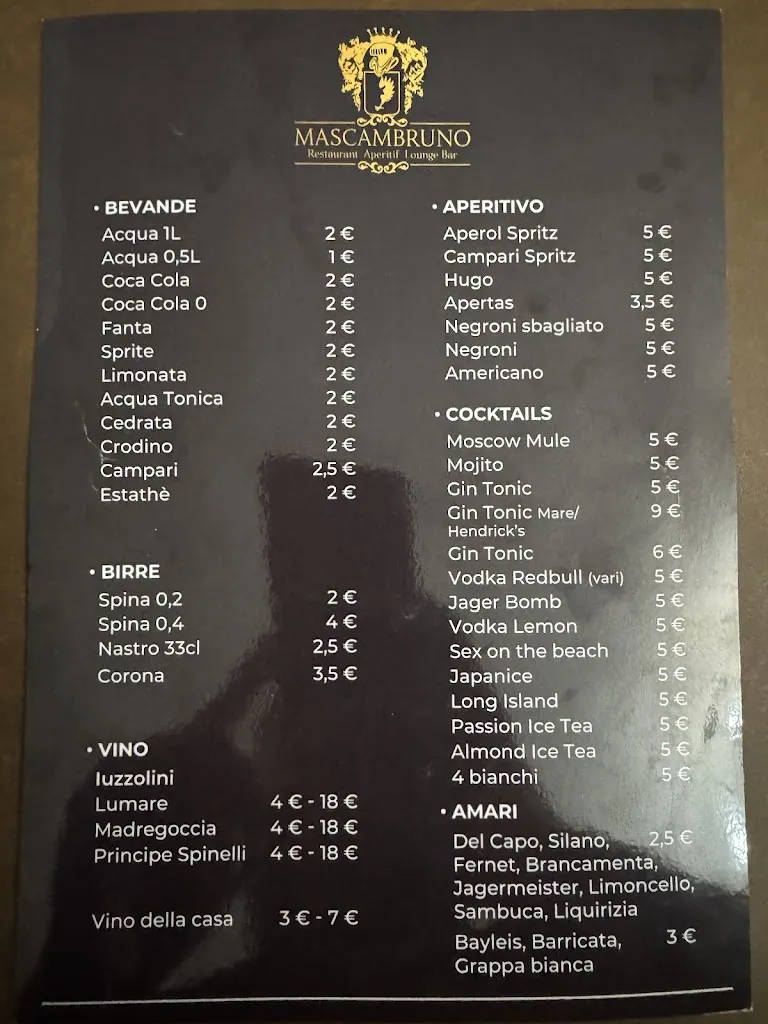 MASCAMBRUNO
Restaurant Aperitif Lounge Bar
• BEVANDE
Acqua 1L 2 €
Acqua 0,5L 1 €
Coca Cola 2 €
Coca Cola 0 2 €
Fanta 2 €
Sprite 2 €
Limonata 2 €
Acqua Tonica 2 €
Cedrata 2 €
Crodino 2 €
Campari 2,5 €
Estathè 2 €
• BIRRE
Spina 0,2 2 €
Spina 0,4 4 €
Nastro 33cl 2,5 €
Corona 3,5 €
• VINO
Iuzzolini
Lumare 4 € - 18 €
Madregoccia 4 € - 18 €
Principe Spinelli 4 € - 18 €
Vino della casa 3 € - 7 €
• APERITIVO
Aperol Spritz 5 €
Campari Spritz 5 €
Hugo 5 €
Apertas 3,5 €
Negroni sbagliato 5 €
Negroni 5 €
Americano 5 €
• COCKTAILS
Moscow Mule 5 €
Mojito 5 €
Gin Tonic 5 €
Gin Tonic Mare/ 9 €
Hendrick's
Gin Tonic 6 €
Vodka Redbull (vari) 5 €
Jager Bomb 5 €
Vodka Lemon 5 €
Sex on the beach 5 €
Japanice 5 €
Long Island 5 €
Passion Ice Tea 5 €
Almond Ice Tea 5 €
4 bianchi 5 €
• AMARI
Del Capo, Silano, 2,5 €
Fernet, Brancamenta,
Jagermeister, Limoncello,
Sambuca, Liquirizia
Bayleis, Barricata, 3 €
Grappa bianca